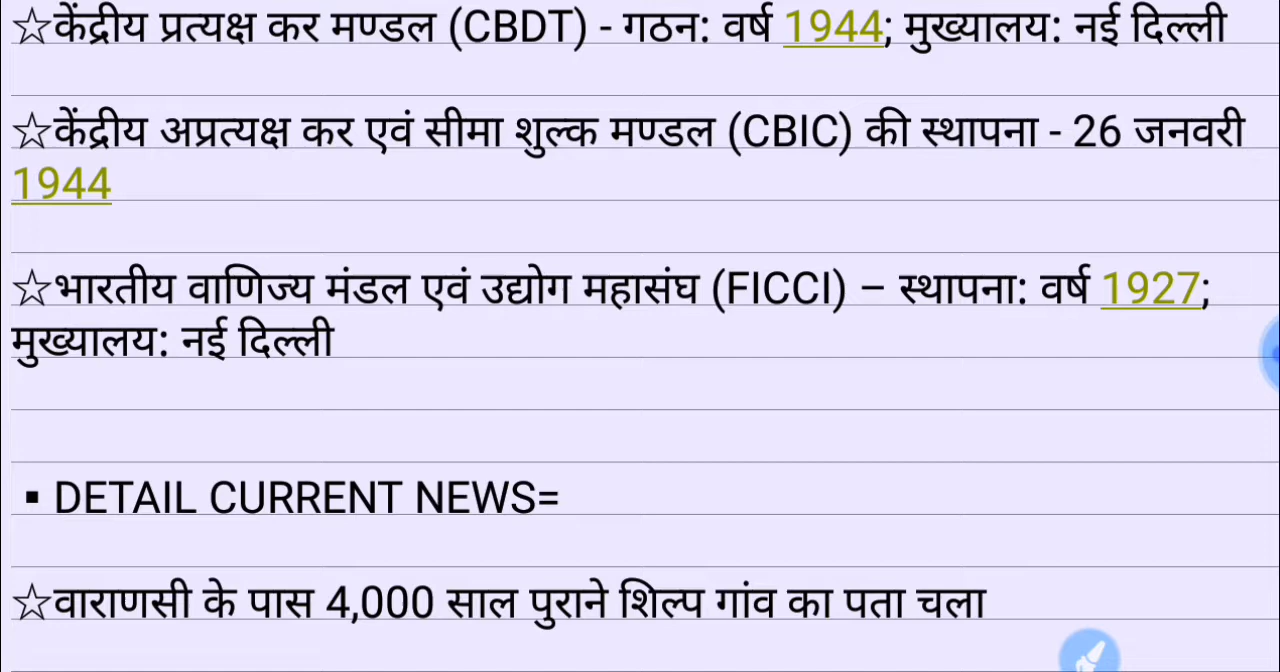 ☆केंद्रीय प्रत्यक्ष कर मण्डल (CBDT) - गठन: वर्ष 1944; मुख्यालय: नई दिल्ली
☆केंद्रीय अप्रत्यक्ष कर एवं सीमा शुल्क मण्डल (CBIC) की स्थापना - 26 जनवरी
1944
☆भारतीय वाणिज्य मंडल एवं उद्योग महासंघ (FICCI) – स्थापना: वर्ष 1927;
मुख्यालय: नई दिल्ली
▪ DETAIL CURRENT NEWS=
☆वाराणसी के पास 4,000 साल पुराने शिल्प गांव का पता चला